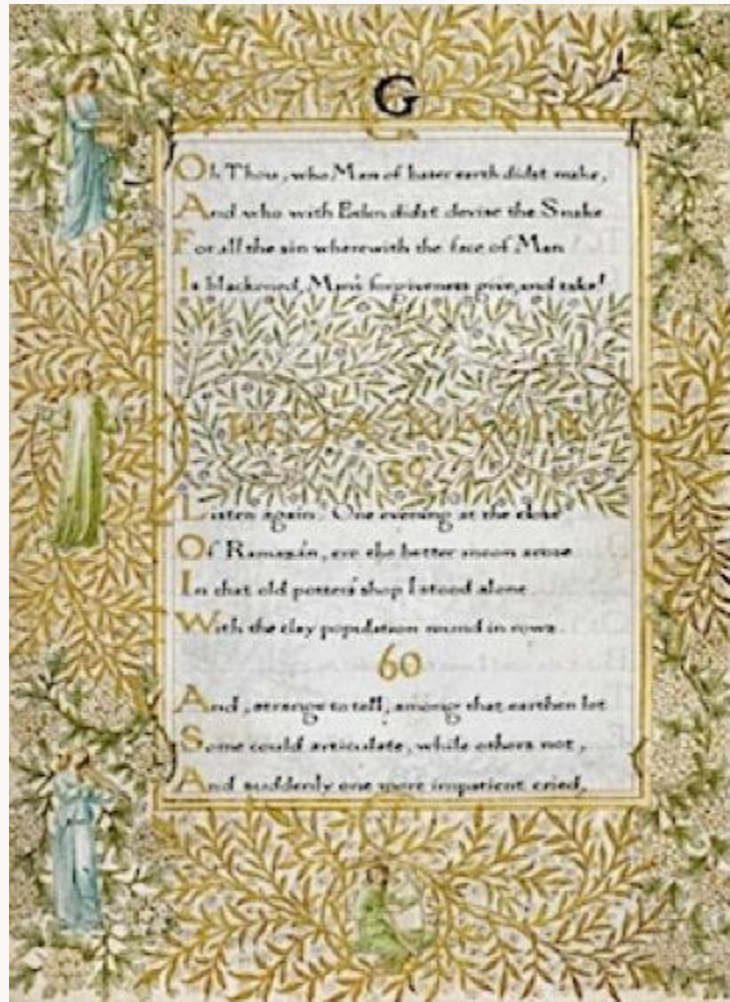 G
Oh Thou, who Man of baser earth didst make,
And who with Eden didst devise the Snake
For all the sin wherewith the face of Man
Is blackened, Man's forgiveness give, and take!
KUZA NAMA
59
Listen again. One evening at the close
Of Ramazán, ere the better moon arose
In that old potter's shop I stood alone
With the clay population round in rows.
60
And, strange to tell, among that earthen lot
Some could articulate, while others not,
And suddenly one more impatient cried,